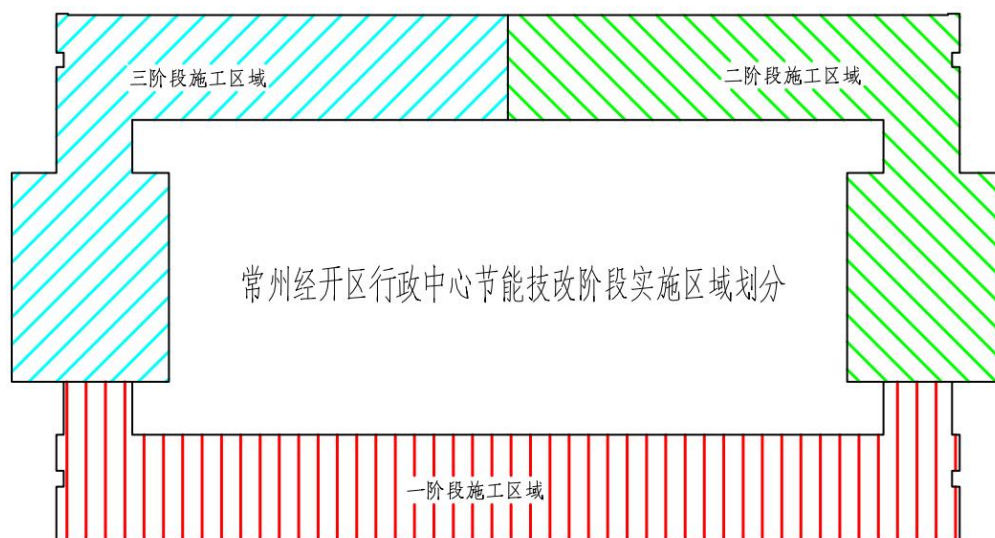 三阶段施工区域
二阶段施工区域
常州经开区行政中心节能技改阶段实施区域划分
一阶段施工区域